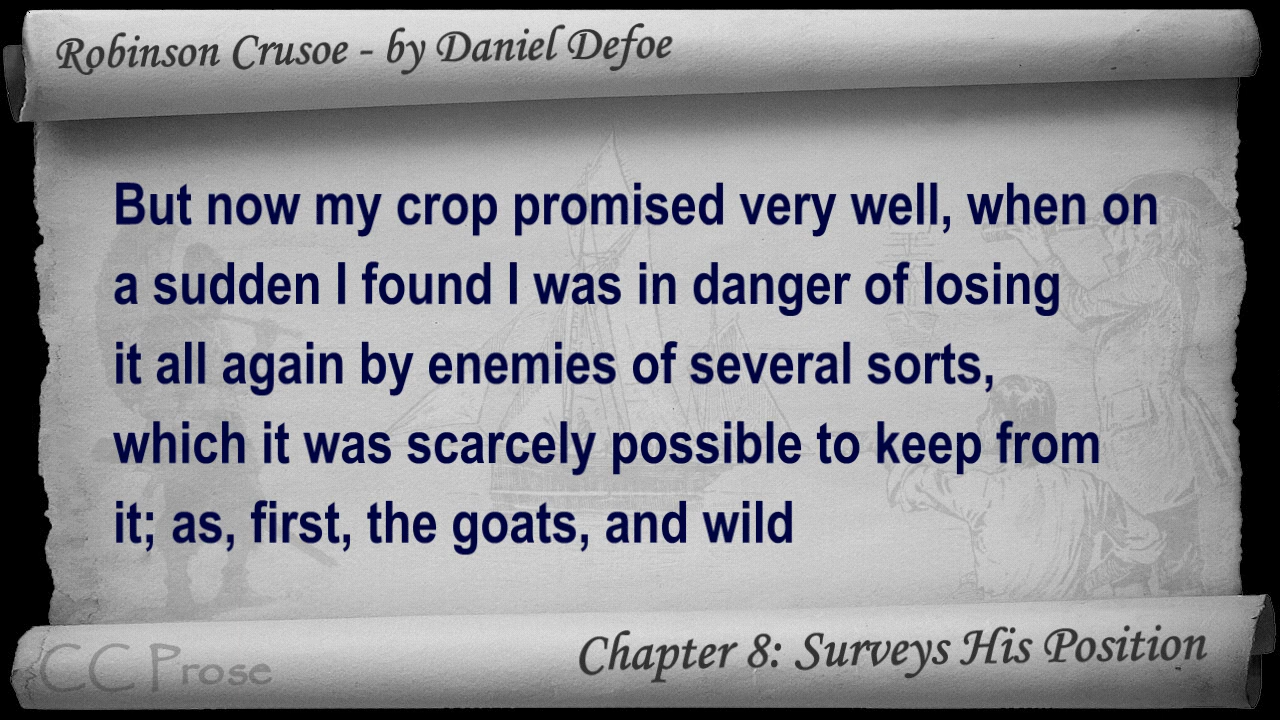 Robinson Crusoe - by Daniel Defoe
But now my crop promised very well, when on
a sudden I found I was in danger of losing
it all again by enemies of several sorts,
which it was scarcely possible to keep from
it; as, first, the goats, and wild
Chapter 8: Surveys His Position
CC Prose